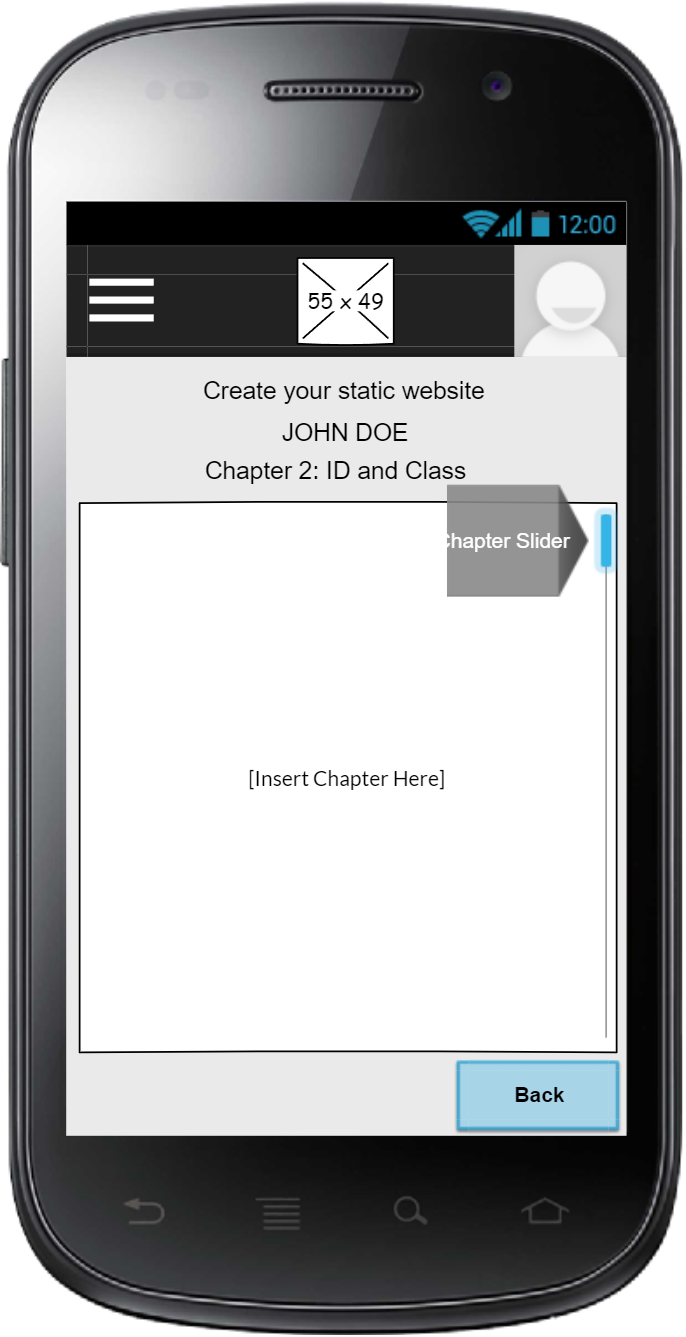 12:00
55 x 49
Create your static website
JOHN DOE
Chapter 2: ID and Class
Chapter Slider
[Insert Chapter Here]
Back